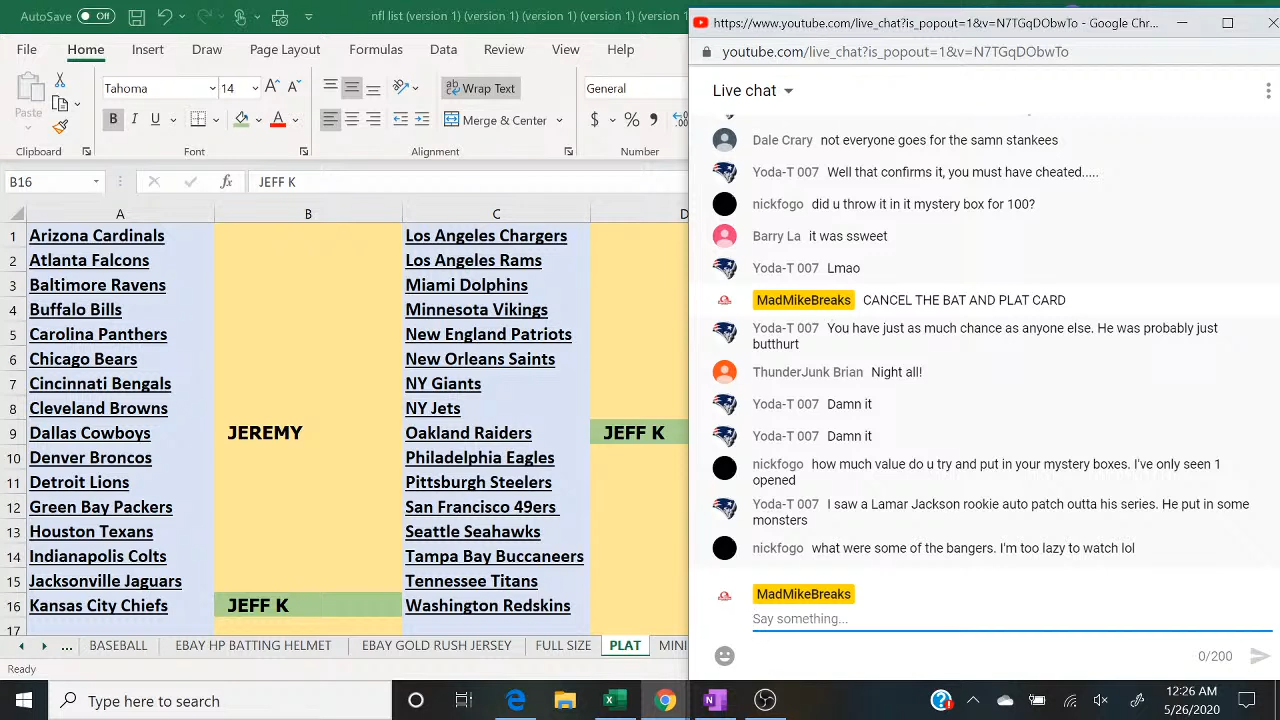 AutoSave Off nfl list (version 1) (version 1) (version 1)
File Home Insert Draw Page Layout Formulas Data Review View Help
Paste
Tahoma 14
B I U
Wrap Text
Merge & Center
General
$ %
Clipboard Font Alignment Number
B16 fx JEFF K
A B C D
1 Arizona Cardinals Los Angeles Chargers
2 Atlanta Falcons Los Angeles Rams
3 Baltimore Ravens Miami Dolphins
4 Buffalo Bills Minnesota Vikings
5 Carolina Panthers New England Patriots
6 Chicago Bears New Orleans Saints
7 Cincinnati Bengals NY Giants
8 Cleveland Browns NY Jets
9 Dallas Cowboys JEREMY Oakland Raiders JEFF K
10 Denver Broncos Philadelphia Eagles
11 Detroit Lions Pittsburgh Steelers
12 Green Bay Packers San Francisco 49ers
13 Houston Texans Seattle Seahawks
14 Indianapolis Colts Tampa Bay Buccaneers
15 Jacksonville Jaguars Tennessee Titans
16 Kansas City Chiefs JEFF K Washington Redskins
17
... BASEBALL EBAY HP BATTING HELMET EBAY GOLD RUSH JERSEY FULL SIZE PLAT MINI
Ready
https://www.youtube.com/live_chat?is_popout=1&v=N7TGqDObwTo - Google Chr...
youtube.com/live_chat?is_popout=1&v=N7TGqDObwTo
Live chat
Dale Crary not everyone goes for the samn stankees
Yoda-T 007 Well that confirms it, you must have cheated.....
nickfogo did u throw it in it mystery box for 100?
Barry La it was ssweet
Yoda-T 007 Lmao
MadMikeBreaks CANCEL THE BAT AND PLAT CARD
Yoda-T 007 You have just as much chance as anyone else. He was probably just
butthurt
ThunderJunk Brian Night all!
Yoda-T 007 Damn it
Yoda-T 007 Damn it
nickfogo how much value do u try and put in your mystery boxes. I've only seen 1
opened
Yoda-T 007 I saw a Lamar Jackson rookie auto patch outta his series. He put in some
monsters
nickfogo what were some of the bangers. I'm too lazy to watch lol
MadMikeBreaks
Say something...
0/200
Type here to search
12:26 AM
5/26/2020